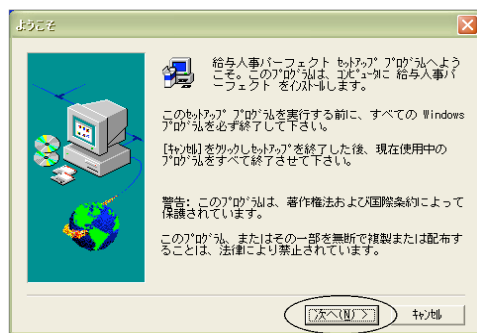 ようこそ
給与人事パーフェクト ｾｯﾄｱｯﾌﾟ ﾌﾟﾛｸﾞﾗﾑへよう
こそ。このﾌﾟﾛｸﾞﾗﾑは、ｺﾝﾋﾟｭｰﾀに 給与人事パ
ーフェクト をｲﾝｽﾄｰﾙします。
このｾｯﾄｱｯﾌﾟ ﾌﾟﾛｸﾞﾗﾑを実行する前に、すべての Windows
ﾌﾟﾛｸﾞﾗﾑを必ず終了して下さい。
[ｷｬﾝｾﾙ]をｸﾘｯｸしｾｯﾄｱｯﾌﾟを終了した後、現在使用中の
ﾌﾟﾛｸﾞﾗﾑをすべて終了させて下さい。
警告: このﾌﾟﾛｸﾞﾗﾑは、著作権法および国際条約によって
保護されています。
このﾌﾟﾛｸﾞﾗﾑ、またはその一部を無断で複製または配布す
ることは、法律により禁止されています。
次へ(N) >
ｷｬﾝｾﾙ